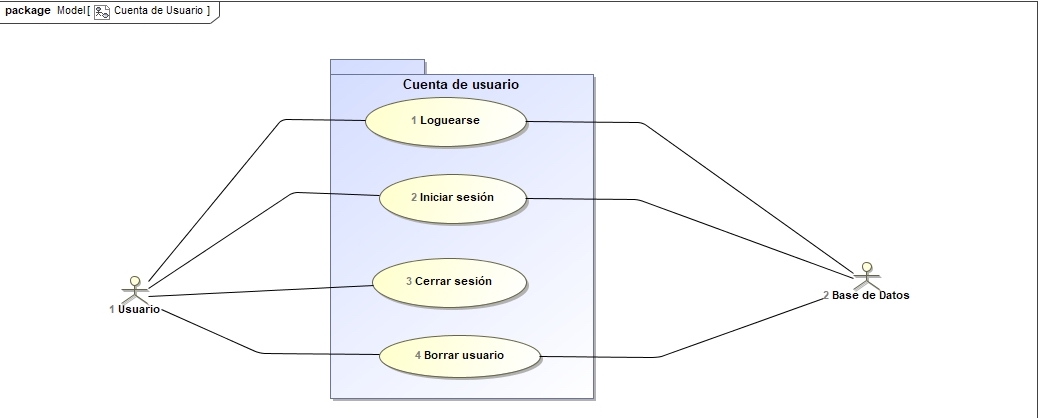 package Model[ Cuenta de Usuario ]
Cuenta de usuario
1 Loguearse
2 Iniciar sesión
3 Cerrar sesión
4 Borrar usuario
1 Usuario
2 Base de Datos